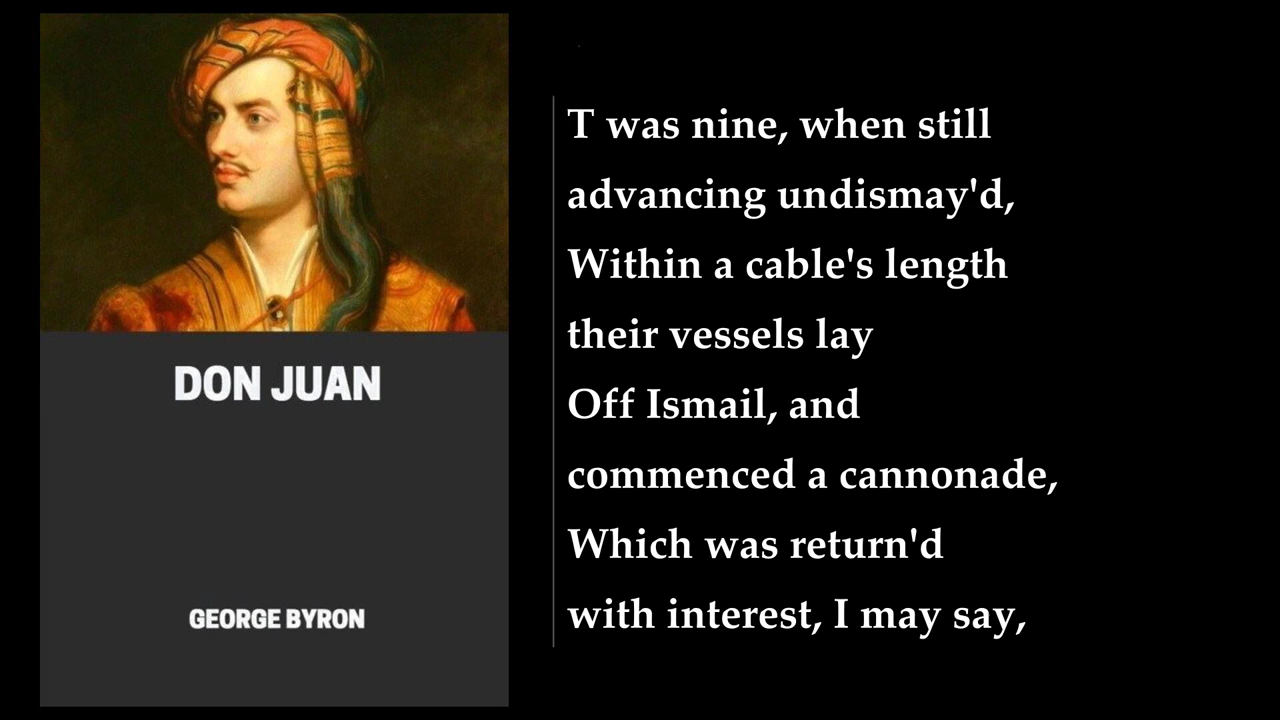 DON JUAN
GEORGE BYRON
T was nine, when still
advancing undismay'd,
Within a cable's length
their vessels lay
Off Ismail, and
commenced a cannonade,
Which was return'd
with interest, I may say,